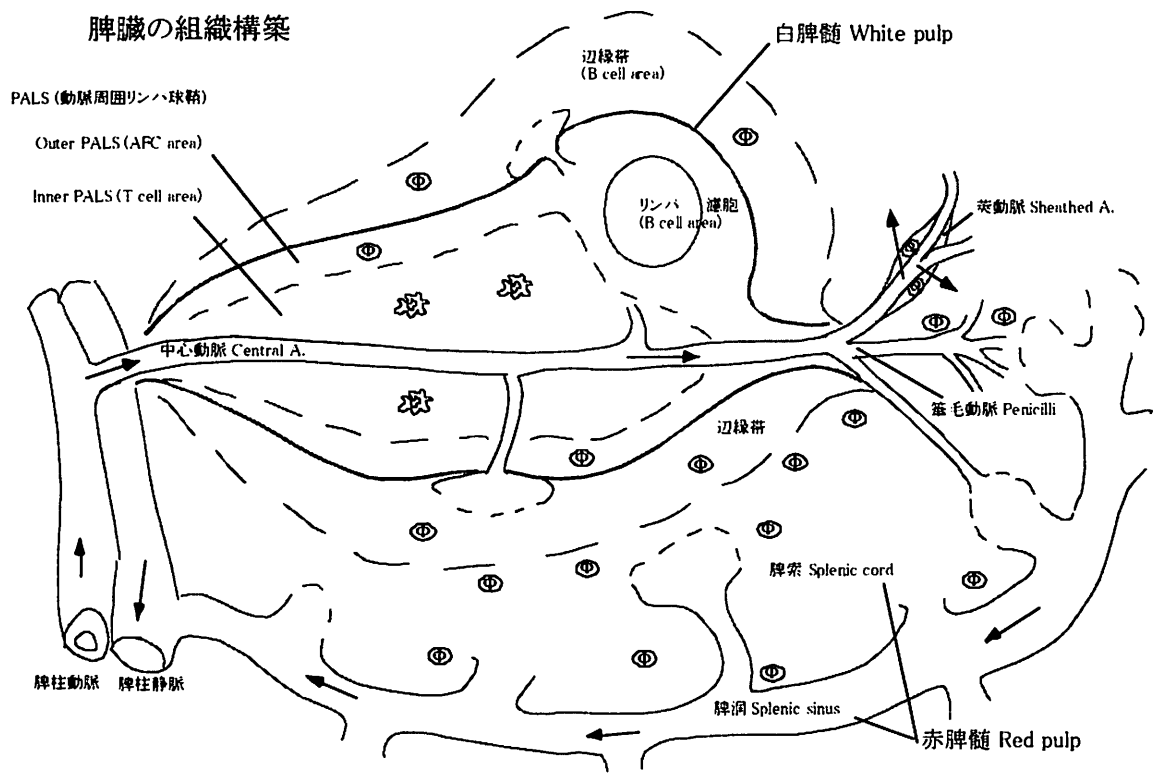 脾臓の組織構築
白脾髄 White pulp
辺縁帯
(B cell area)
PALS (動脈周囲リンパ球鞘)
Outer PALS (AFC area)
Inner PALS (T cell area)
リンパ 濾胞
(B cell area)
莢動脈 Sheathed A.
中心動脈 Central A.
筆毛動脈 Penicilli
辺縁帯
脾索 Splenic cord
脾柱動脈 脾柱静脈
脾洞 Splenic sinus
赤脾髄 Red pulp